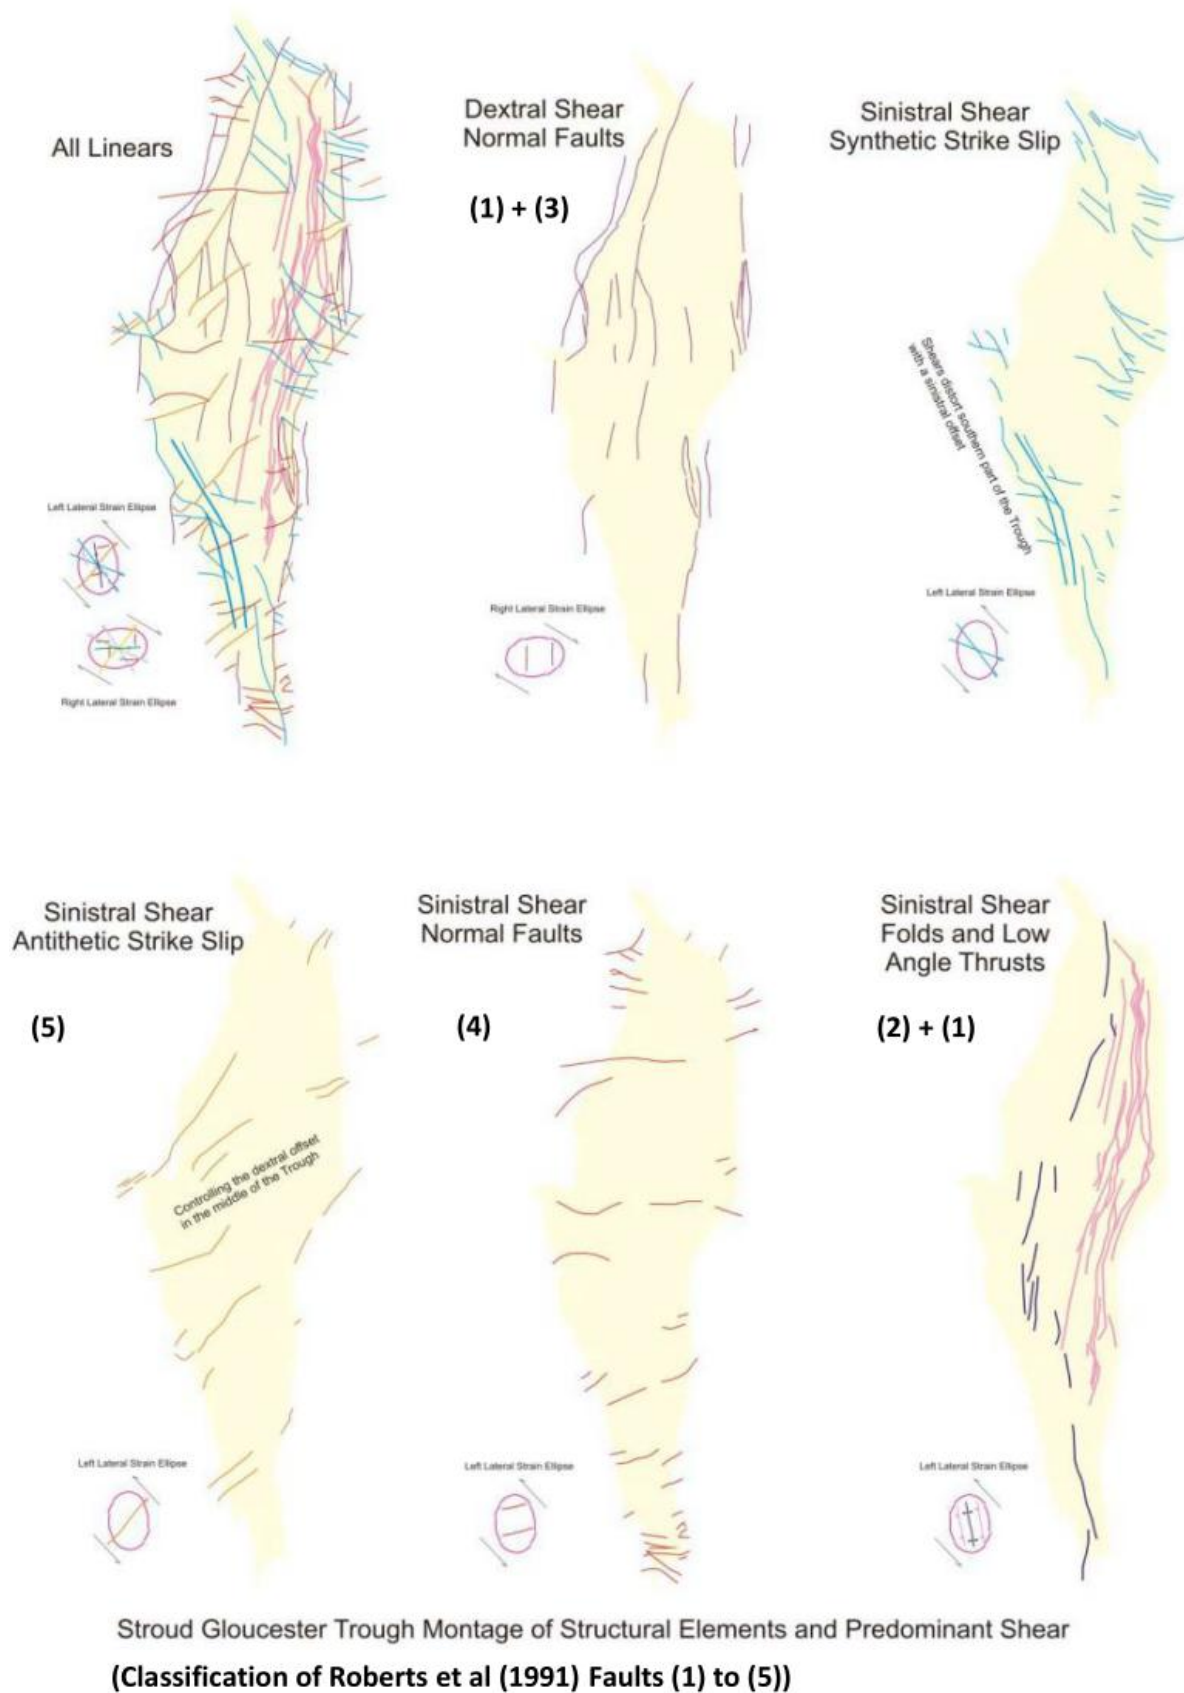 All Linears
Left Lateral Strain Ellipse
Right Lateral Strain Ellipse
Dextral Shear
Normal Faults
(1) + (3)
Right Lateral Strain Ellipse
Sinistral Shear
Synthetic Strike Slip
Shears distort southern part of the Trough
with a sinistral offset
Left Lateral Strain Ellipse
Sinistral Shear
Antithetic Strike Slip
(5)
Controlling the dextral offset
in the middle of the Trough
Left Lateral Strain Ellipse
Sinistral Shear
Normal Faults
(4)
Left Lateral Strain Ellipse
Sinistral Shear
Folds and Low
Angle Thrusts
(2) + (1)
Left Lateral Strain Ellipse
Stroud Gloucester Trough Montage of Structural Elements and Predominant Shear
(Classification of Roberts et al (1991) Faults (1) to (5))